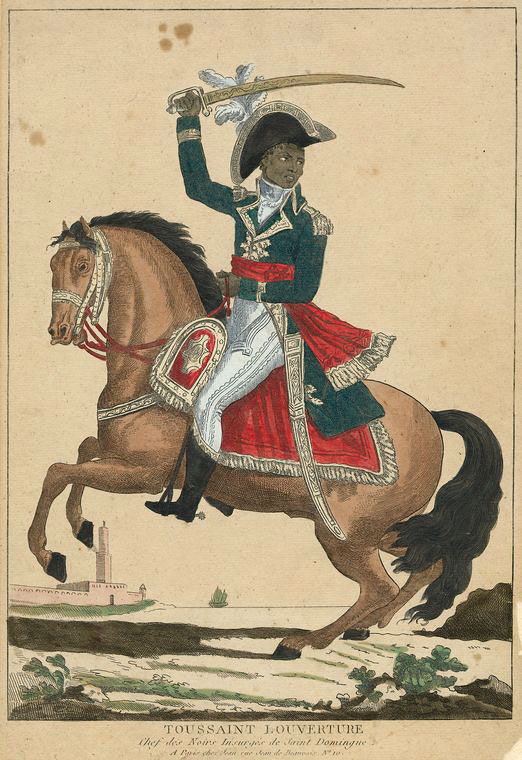 TOUSSAINT LOUVERTURE
Chef des Noirs Insurgés de Saint Domingue
A Paris chez Jean, rue Jean de Beauvais, N° 10.